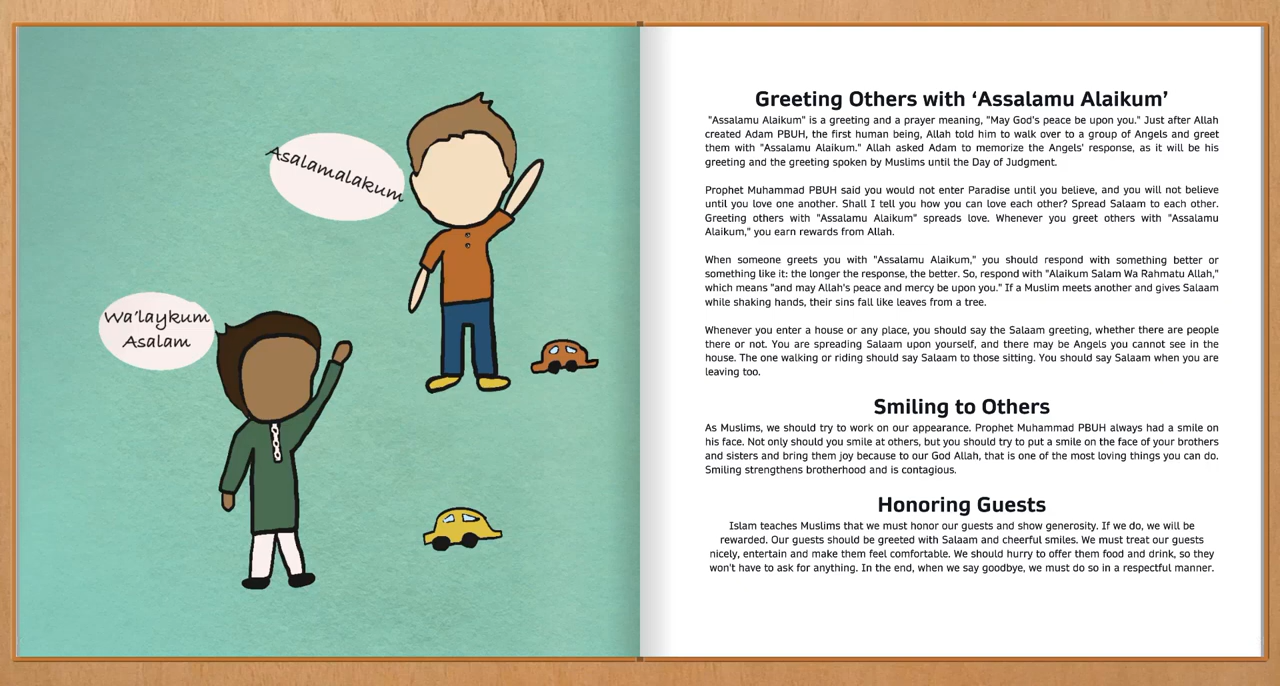 Asalamalakum
Wa'laykum
Asalam
Greeting Others with ‘Assalamu Alaikum’
"Assalamu Alaikum" is a greeting and a prayer meaning, "May God's peace be upon you." Just after Allah
created Adam PBUH, the first human being, Allah told him to walk over to a group of Angels and greet
them with "Assalamu Alaikum." Allah asked Adam to memorize the Angels' response, as it will be his
greeting and the greeting spoken by Muslims until the Day of Judgment.
Prophet Muhammad PBUH said you would not enter Paradise until you believe, and you will not believe
until you love one another. Shall I tell you how you can love each other? Spread Salaam to each other.
Greeting others with "Assalamu Alaikum" spreads love. Whenever you greet others with "Assalamu
Alaikum," you earn rewards from Allah.
When someone greets you with "Assalamu Alaikum," you should respond with something better or
something like it: the longer the response, the better. So, respond with "Alaikum Salam Wa Rahmatu Allah,"
which means "and may Allah's peace and mercy be upon you." If a Muslim meets another and gives Salaam
while shaking hands, their sins fall like leaves from a tree.
Whenever you enter a house or any place, you should say the Salaam greeting, whether there are people
there or not. You are spreading Salaam upon yourself, and there may be Angels you cannot see in the
house. The one walking or riding should say Salaam to those sitting. You should say Salaam when you are
leaving too.
Smiling to Others
As Muslims, we should try to work on our appearance. Prophet Muhammad PBUH always had a smile on
his face. Not only should you smile at others, but you should try to put a smile on the face of your brothers
and sisters and bring them joy because to our God Allah, that is one of the most loving things you can do.
Smiling strengthens brotherhood and is contagious.
Honoring Guests
Islam teaches Muslims that we must honor our guests and show generosity. If we do, we will be
rewarded. Our guests should be greeted with Salaam and cheerful smiles. We must treat our guests
nicely, entertain and make them feel comfortable. We should hurry to offer them food and drink, so they
won't have to ask for anything. In the end, when we say goodbye, we must do so in a respectful manner.